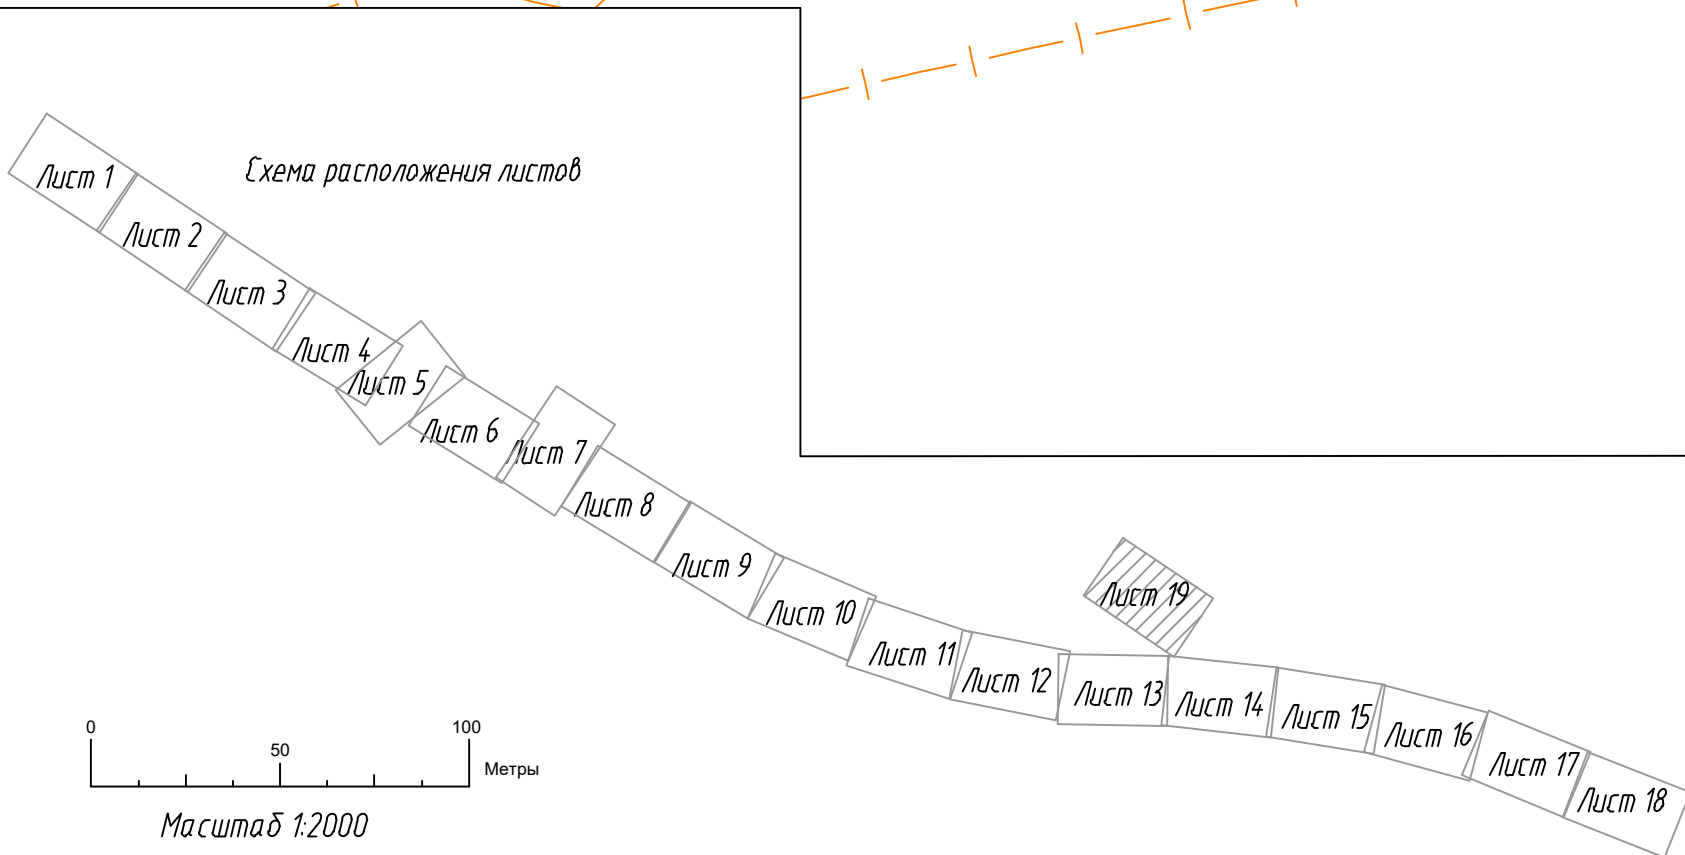 Схема расположения листов
Лист 1
Лист 2
Лист 3
Лист 4
Лист 5
Лист 6
Лист 7
Лист 8
Лист 9
Лист 10
Лист 11
Лист 12
Лист 13
Лист 14
Лист 15
Лист 16
Лист 17
Лист 18
Лист 19
0 50 100
Метры
Масштаб 1:2000